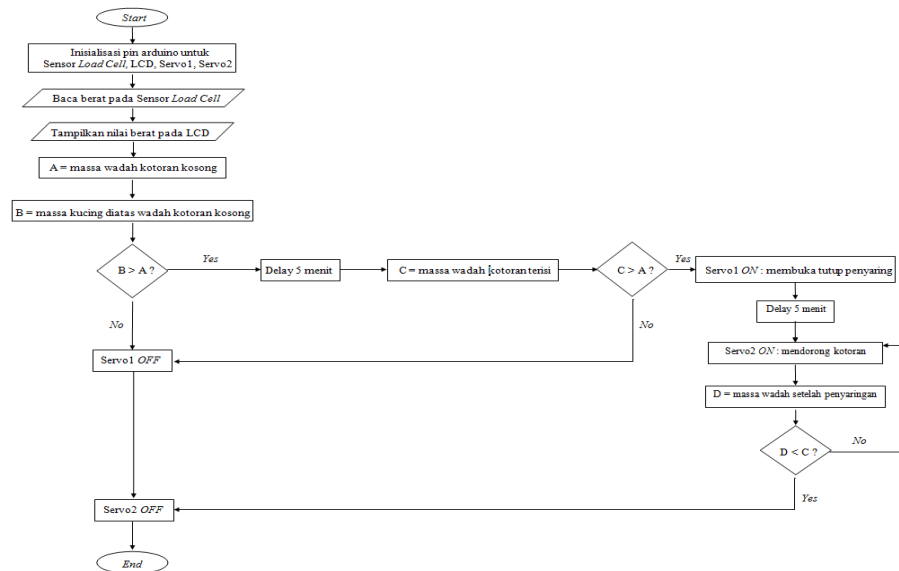 Start
Inisialisasi pin arduino untuk
Sensor Load Cell, LCD, Servo1, Servo2
Baca berat pada Sensor Load Cell
Tampilkan nilai berat pada LCD
A = massa wadah kotoran kosong
B = massa kucing diatas wadah kotoran kosong
B > A ?
Yes
Delay 5 menit
C = massa wadah [kotoran terisi
C > A ?
Yes
Servo1 ON : membuka tutup penyaring
Delay 5 menit
No
No
Servo1 OFF
Servo2 ON : mendorong kotoran
D = massa wadah setelah penyaringan
D < C ?
No
Yes
Servo2 OFF
End